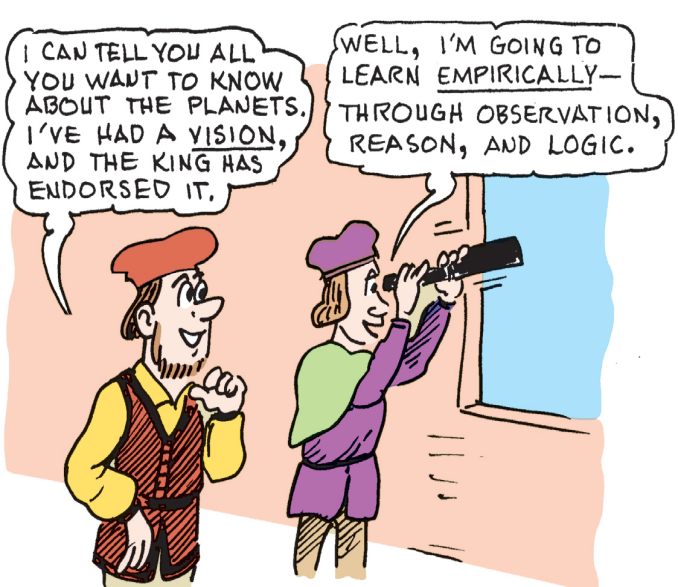 I CAN TELL YOU ALL
YOU WANT TO KNOW
ABOUT THE PLANETS.
I'VE HAD A VISION,
AND THE KING HAS
ENDORSED IT.
WELL, I'M GOING TO
LEARN EMPIRICALLY—
THROUGH OBSERVATION,
REASON, AND LOGIC.